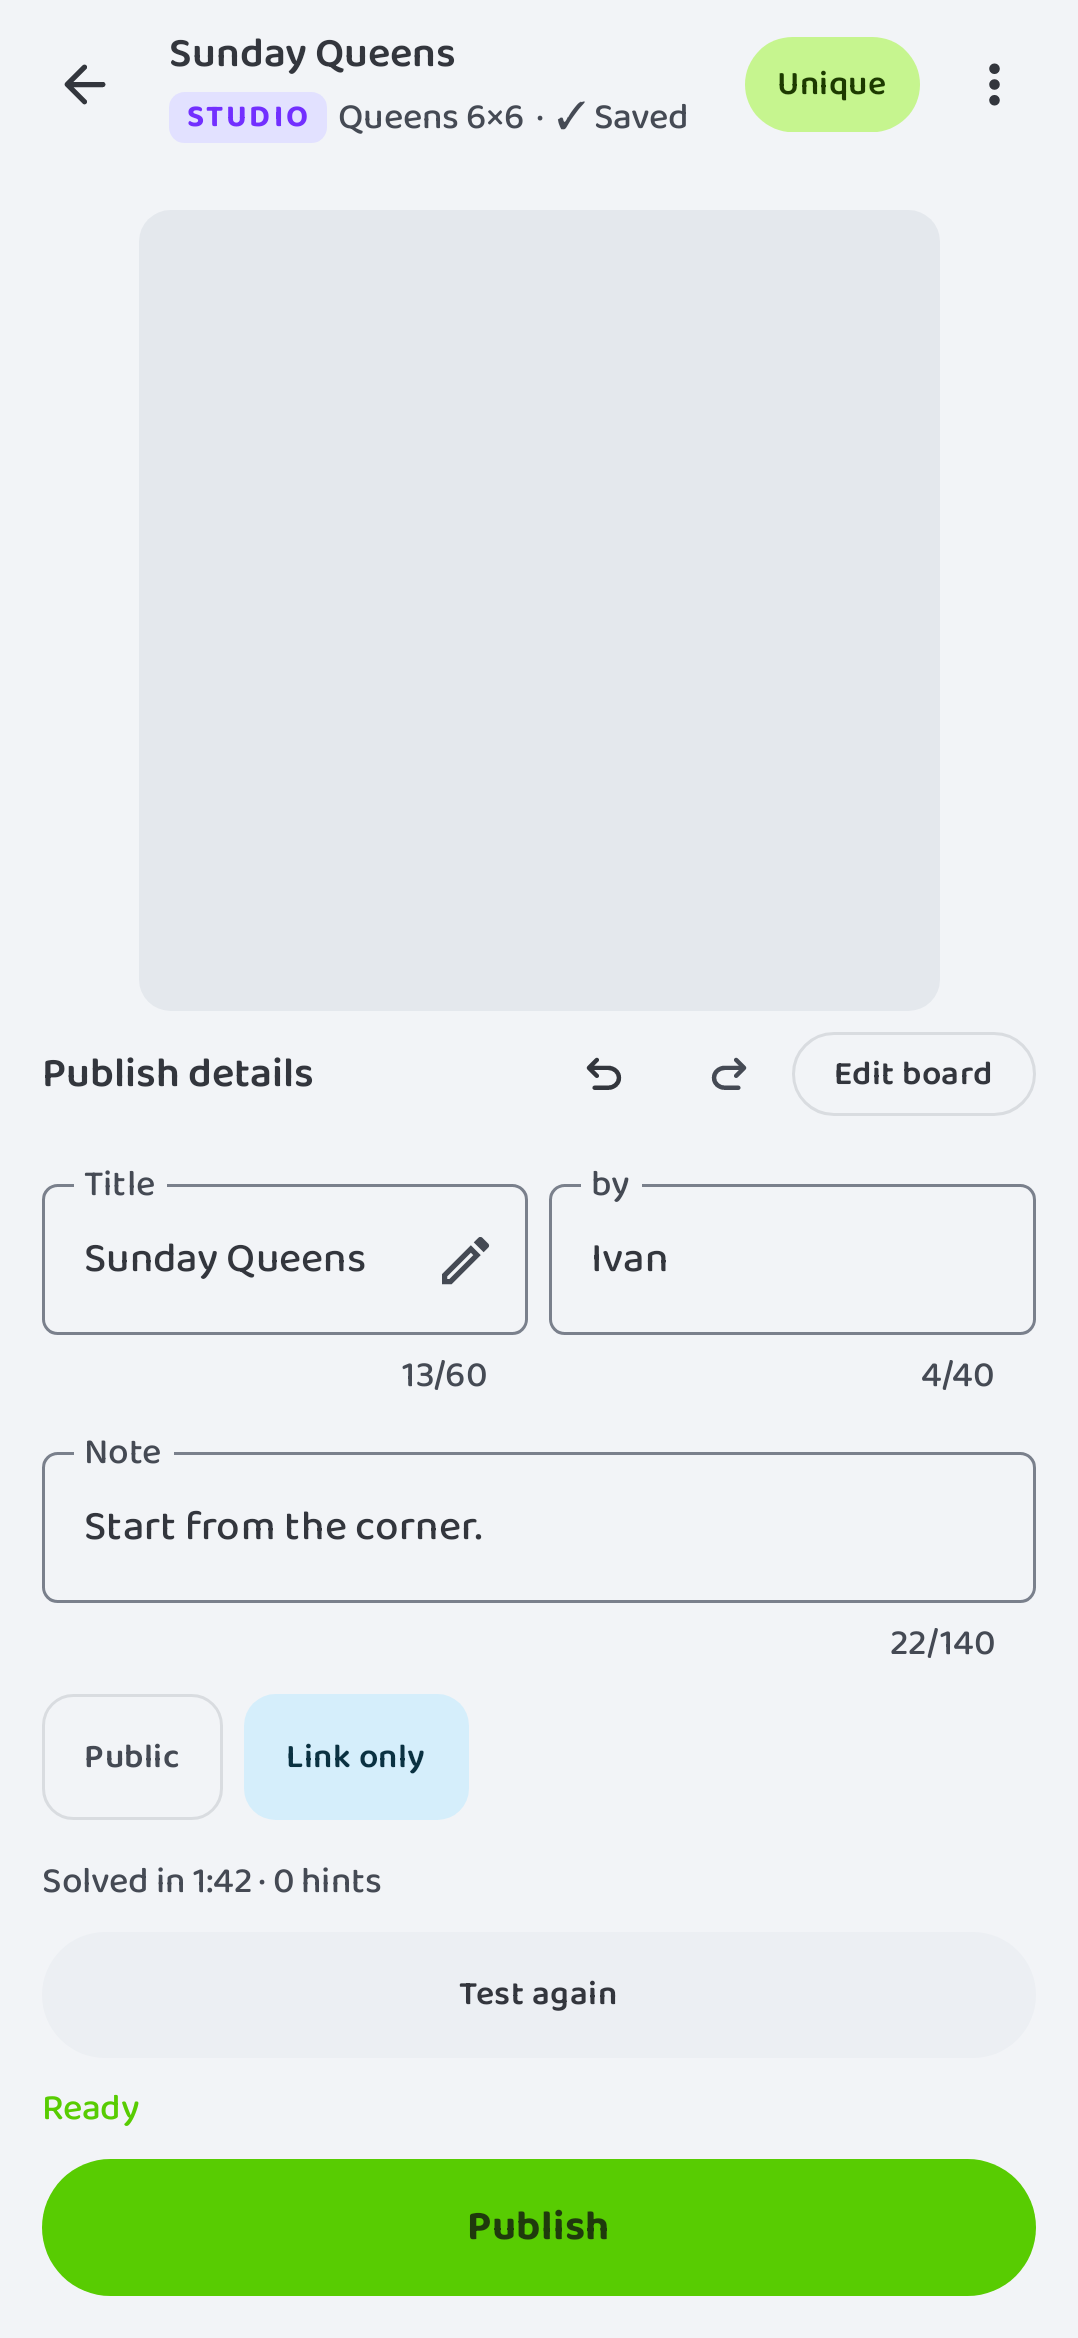 Sunday Queens
STUDIO Queens 6×6 · ✓ Saved
Unique
Publish details
Edit board
Title
Sunday Queens
13/60
by
Ivan
4/40
Note
Start from the corner.
22/140
Public
Link only
Solved in 1:42 · 0 hints
Test again
Ready
Publish